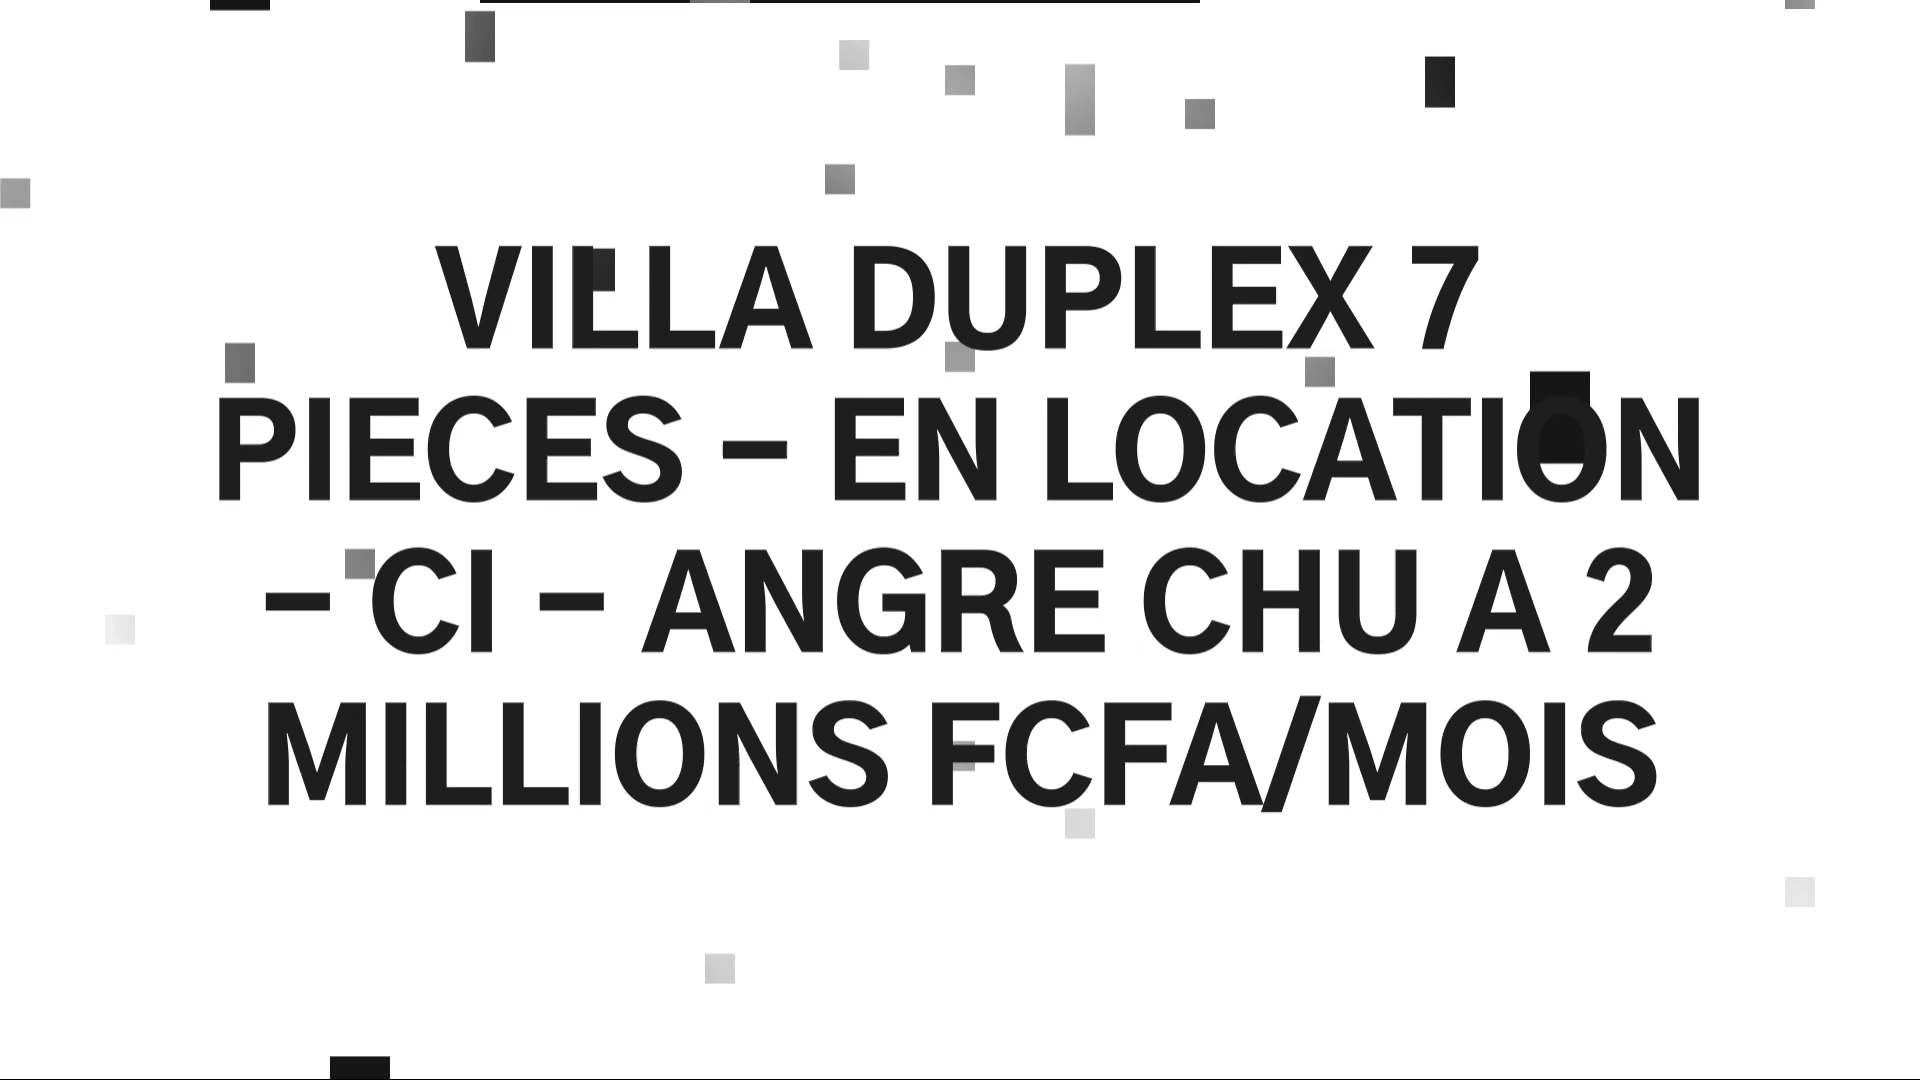 VILLA DUPLEX 7
PIECES – EN LOCATION
– CI – ANGRE CHU A 2
MILLIONS FCFA/MOIS